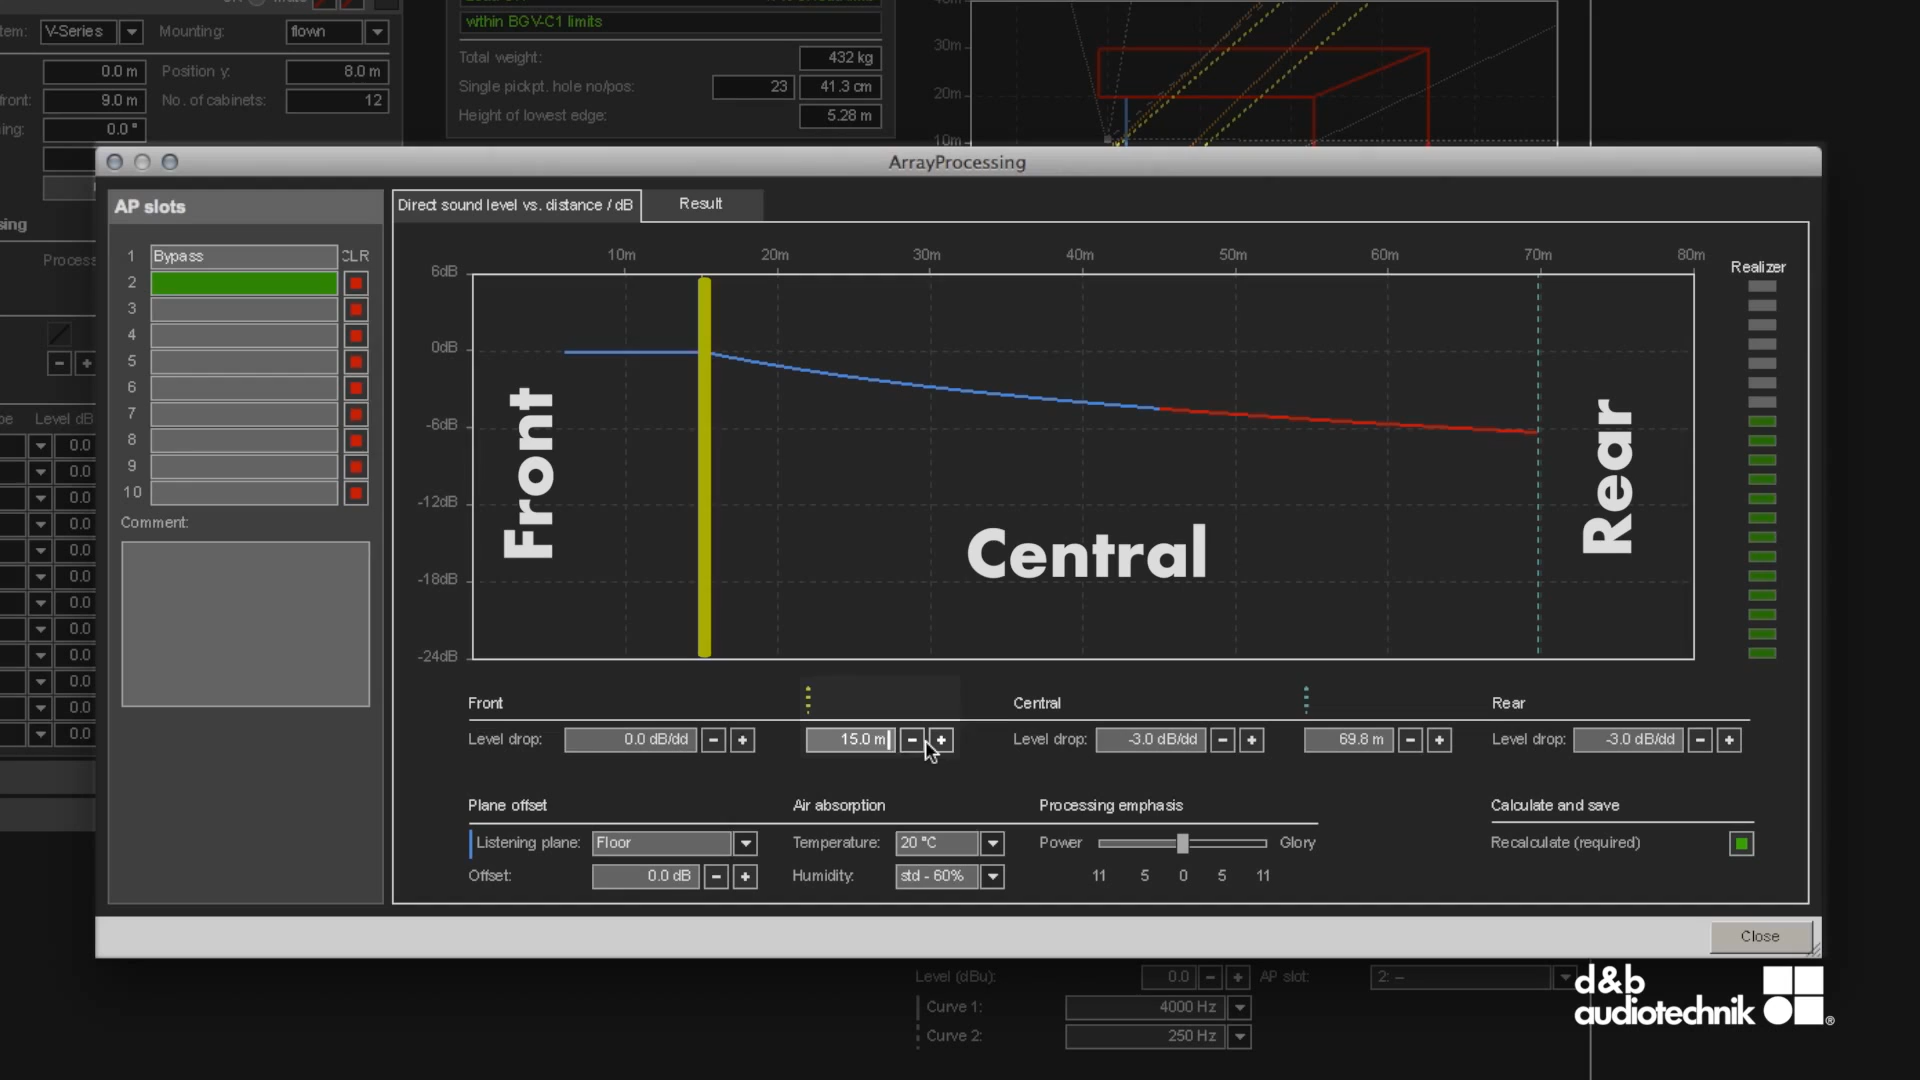 V-Series
Mounting:
flown
0.0 m
Position y:
8.0 m
9.0 m
No. of cabinets:
12
0.0 °
within BGV-C1 limits
Total weight:
432 kg
Single pickpt. hole no/pos:
23
41.3 cm
Height of lowest edge:
5.28 m
30m
20m
10m
ArrayProcessing
AP slots
1 Bypass CLR
2
3
4
5
6
7
8
9
10
Comment:
Direct sound level vs. distance / dB
Result
10m 20m 30m 40m 50m 60m 70m 80m
Realizer
6dB
0dB
-6dB
-12dB
-18dB
-24dB
Front
Central
Rear
Front
Central
Rear
Level drop: 0.0 dB/dd - +
15.0 m - +
Level drop: -3.0 dB/dd - +
69.8 m - +
Level drop: -3.0 dB/dd - +
Plane offset
Air absorption
Processing emphasis
Calculate and save
Listening plane: Floor
Temperature: 20 °C
Power
Glory
Recalculate (required)
Offset: 0.0 dB - +
Humidity: std - 60%
11 5 0 5 11
Close
Level dB
0.0
0.0
0.0
0.0
0.0
0.0
0.0
0.0
0.0
0.0
0.0
0.0
Level (dBu): 0.0 - + AP slot: 2: –
Curve 1: 4000 Hz
Curve 2: 250 Hz
d&b
audiotechnik ®